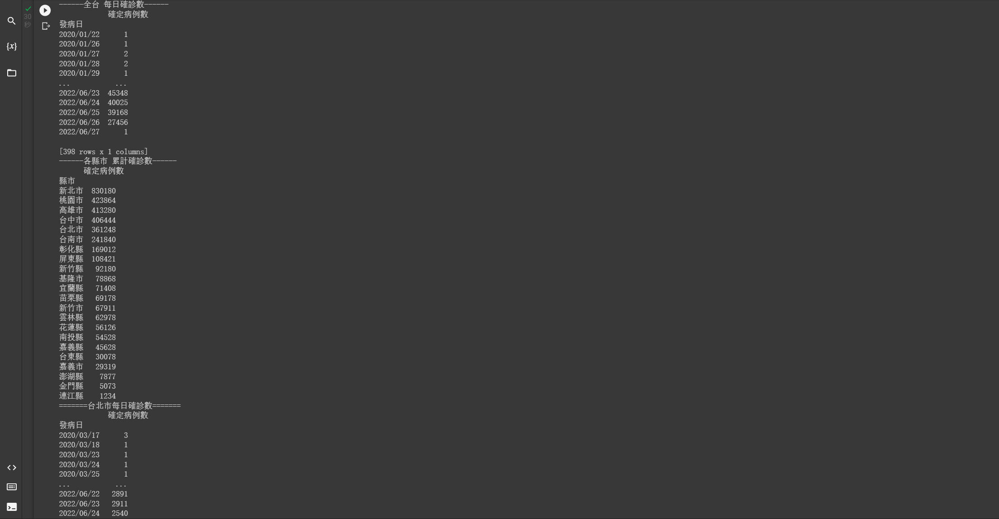 30
秒
{x}
------全台 每日確診數------
            確定病例數
發病日
2020/01/22      1
2020/01/26      1
2020/01/27      2
2020/01/28      2
2020/01/29      1
...           ...
2022/06/23  45348
2022/06/24  40025
2022/06/25  39168
2022/06/26  27456
2022/06/27      1
[398 rows x 1 columns]
------各縣市 累計確診數------
      確定病例數
縣市
新北市  830180
桃園市  423864
高雄市  413280
台中市  406444
台北市  361248
台南市  241840
彰化縣  169012
屏東縣  108421
新竹縣   92180
基隆市   78868
宜蘭縣   71408
苗栗縣   69178
新竹市   67911
雲林縣   62978
花蓮縣   56126
南投縣   54528
嘉義縣   45628
台東縣   30078
嘉義市   29319
澎湖縣    7877
金門縣    5073
連江縣    1234
=======台北市每日確診數=======
            確定病例數
發病日
2020/03/17      3
2020/03/18      1
2020/03/23      1
2020/03/24      1
2020/03/25      1
...           ...
2022/06/22   2891
2022/06/23   2911
2022/06/24   2540